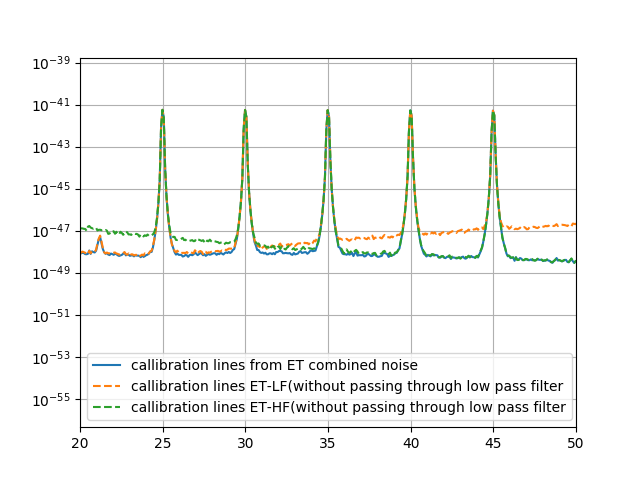 10^−39
10^−41
10^−43
10^−45
10^−47
10^−49
10^−51
10^−53
10^−55
callibration lines from ET combined noise
callibration lines ET-LF(without passing through low pass filter
callibration lines ET-HF(without passing through low pass filter
20 25 30 35 40 45 50